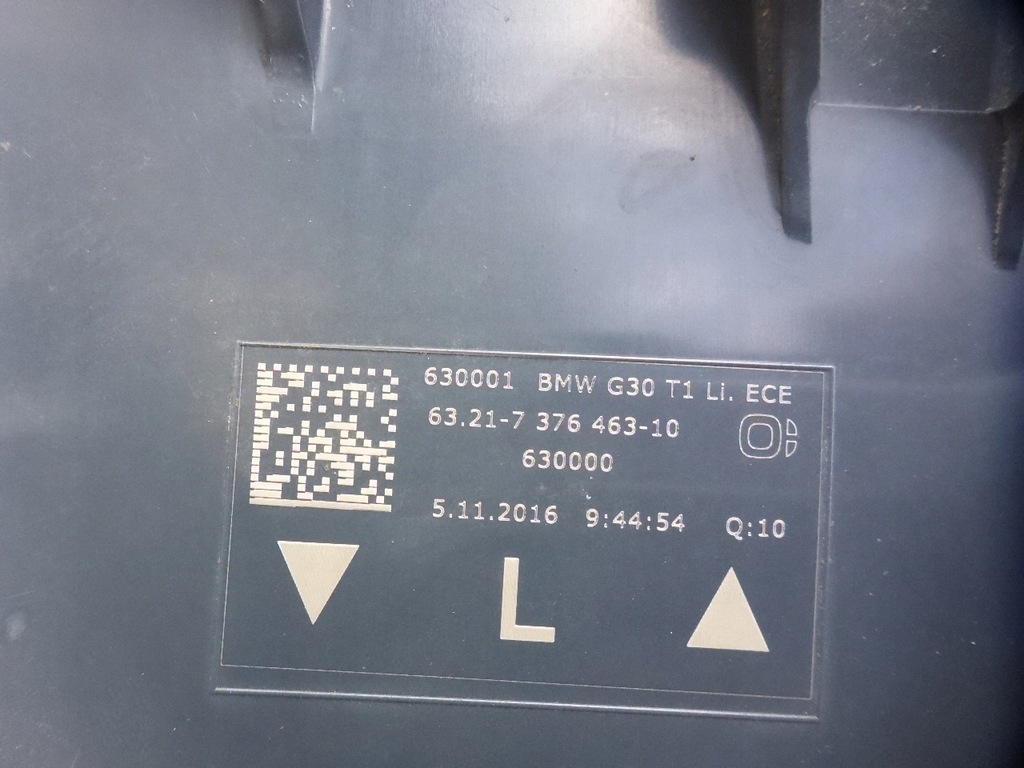 630001 BMW G30 T1 Li. ECE
63.21-7 376 463-10
630000
5.11.2016 9:44:54 Q:10
L